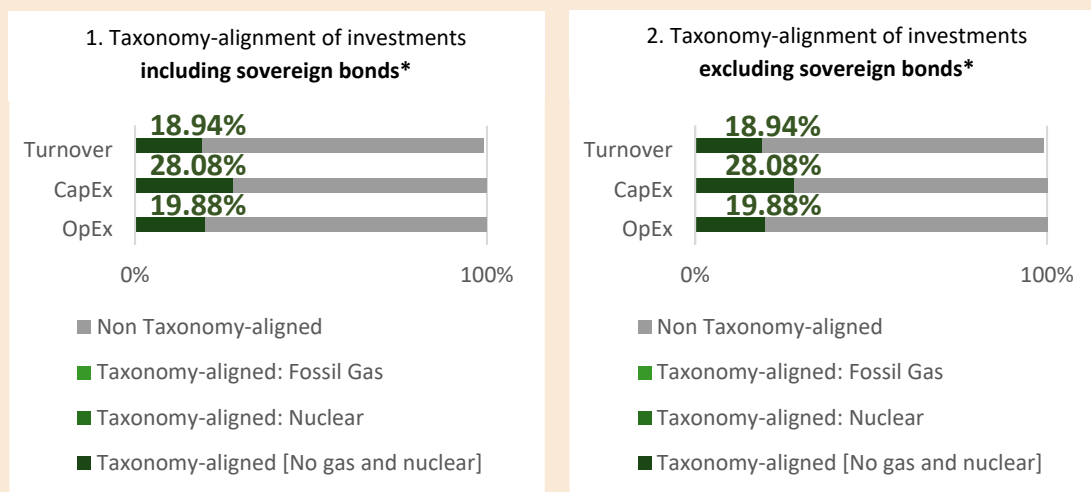 1. Taxonomy-alignment of investments
including sovereign bonds*
18.94%
Turnover
28.08%
CapEx
19.88%
OpEx
0% 100%
Non Taxonomy-aligned
Taxonomy-aligned: Fossil Gas
Taxonomy-aligned: Nuclear
Taxonomy-aligned [No gas and nuclear]
2. Taxonomy-alignment of investments
excluding sovereign bonds*
18.94%
Turnover
28.08%
CapEx
19.88%
OpEx
0% 100%
Non Taxonomy-aligned
Taxonomy-aligned: Fossil Gas
Taxonomy-aligned: Nuclear
Taxonomy-aligned [No gas and nuclear]